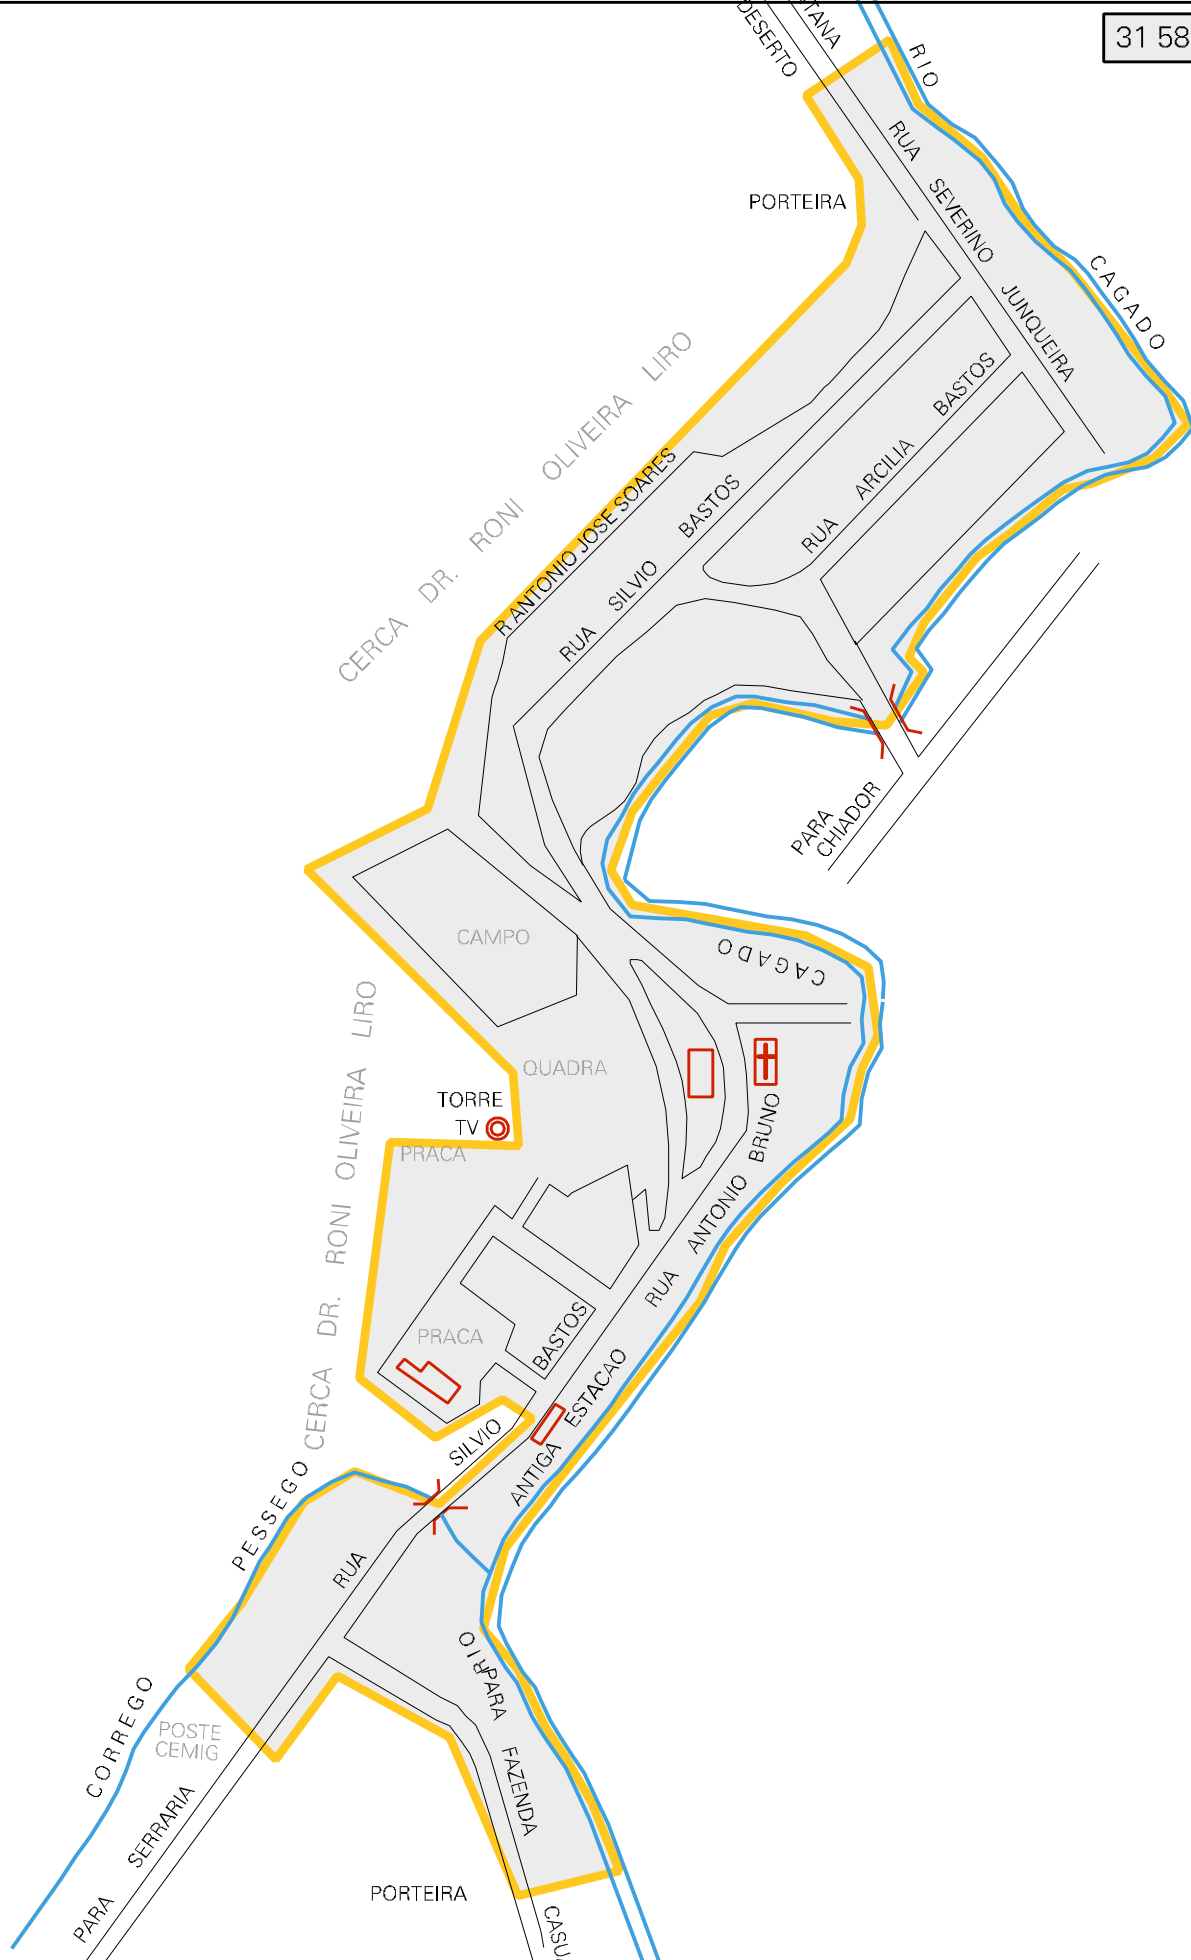 31 58
DESERTO
RIO
RUA SEVERINO JUNQUEIRA
PORTEIRA
CAGADO
CERCA DR. RONI OLIVEIRA LIRO
R ANTONIO JOSE SOARES
RUA SILVIO BASTOS
RUA ARCILIA BASTOS
PARA
CHIADOR
CAMPO
CAGADO
QUADRA
TORRE
TV
PRACA
CERCA DR. RONI OLIVEIRA LIRO
RUA ANTONIO BRUNO
PRACA
RUA SILVIO BASTOS
ANTIGA ESTACAO
CORREGO PESSEGO
RIO
PARA FAZENDA
POSTE
CEMIG
PARA SERRARIA
PORTEIRA